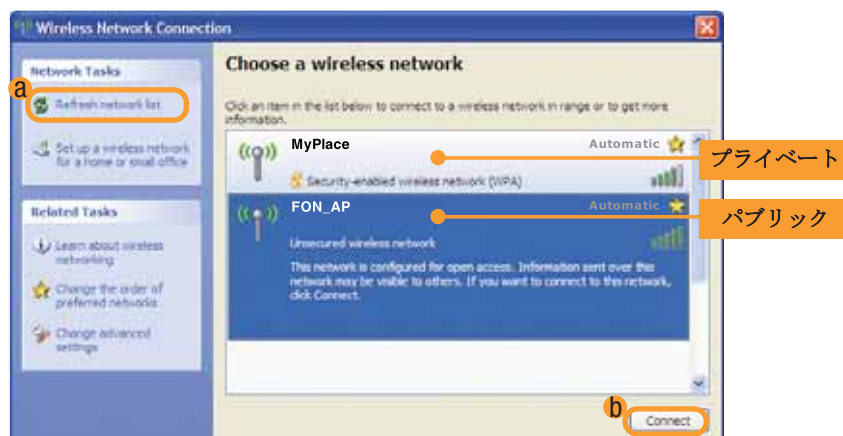 Wireless Network Connection
Network Tasks
a
Refresh network list
Set up a wireless network
for a home or small office
Related Tasks
Learn about wireless
networking
Change the order of
preferred networks
Change advanced
settings
Choose a wireless network
Click an item in the list below to connect to a wireless network in range or to get more
information.
MyPlace
Automatic
Security-enabled wireless network (WPA)
プライベート
FON_AP
Automatic
パブリック
Unsecured wireless network
This network is configured for open access. Information sent over this
network may be visible to others. If you want to connect to this network,
click Connect.
b
Connect